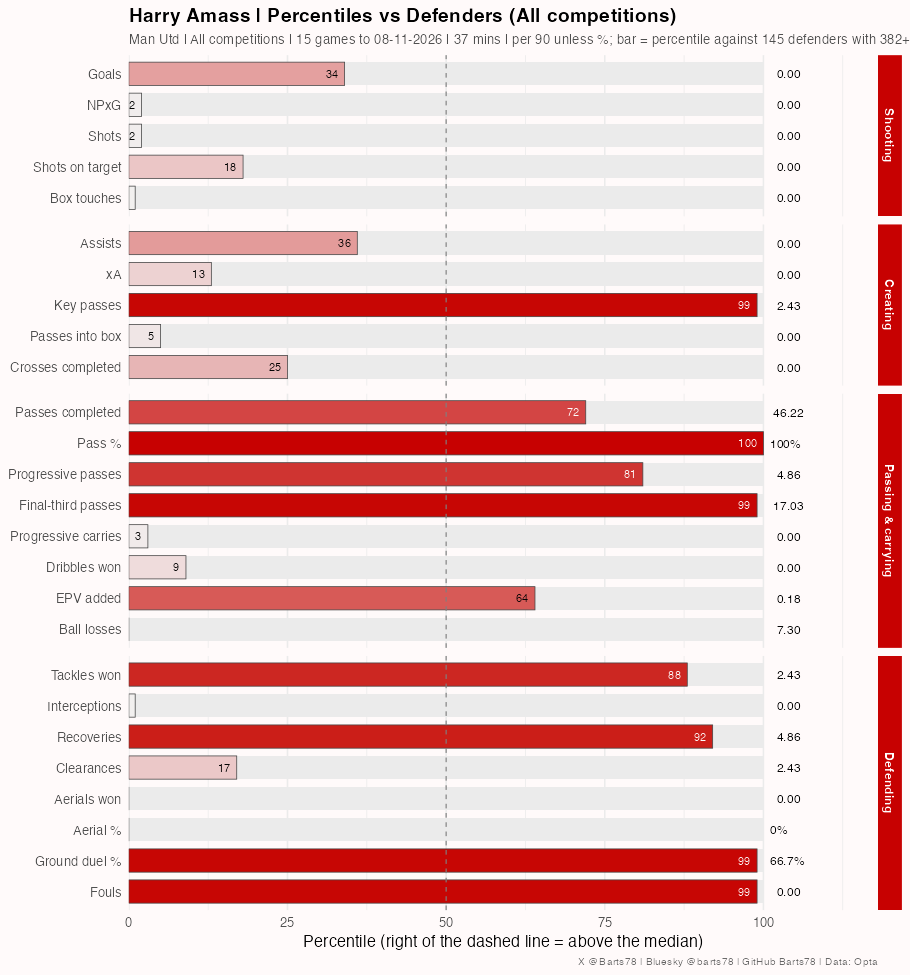 Harry Amass | Percentiles vs Defenders (All competitions)
Man Utd | All competitions | 15 games to 08-11-2026 | 37 mins | per 90 unless %; bar = percentile against 145 defenders with 382+
Goals 34 0.00
NPxG 2 0.00
Shots 2 0.00
Shots on target 18 0.00
Box touches 0.00
Shooting
Assists 36 0.00
xA 13 0.00
Key passes 99 2.43
Passes into box 5 0.00
Crosses completed 25 0.00
Creating
Passes completed 72 46.22
Pass % 100 100%
Progressive passes 81 4.86
Final-third passes 99 17.03
Progressive carries 3 0.00
Dribbles won 9 0.00
EPV added 64 0.18
Ball losses 7.30
Passing & carrying
Tackles won 88 2.43
Interceptions 0.00
Recoveries 92 4.86
Clearances 17 2.43
Aerials won 0.00
Aerial % 0%
Ground duel % 99 66.7%
Fouls 99 0.00
Defending
0 25 50 75 100
Percentile (right of the dashed line = above the median)
X @Barts78 | Bluesky @barts78 | GitHub Barts78 | Data: Opta